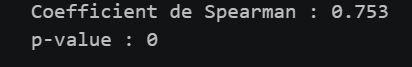 Coefficient de Spearman : 0.753
p-value : 0